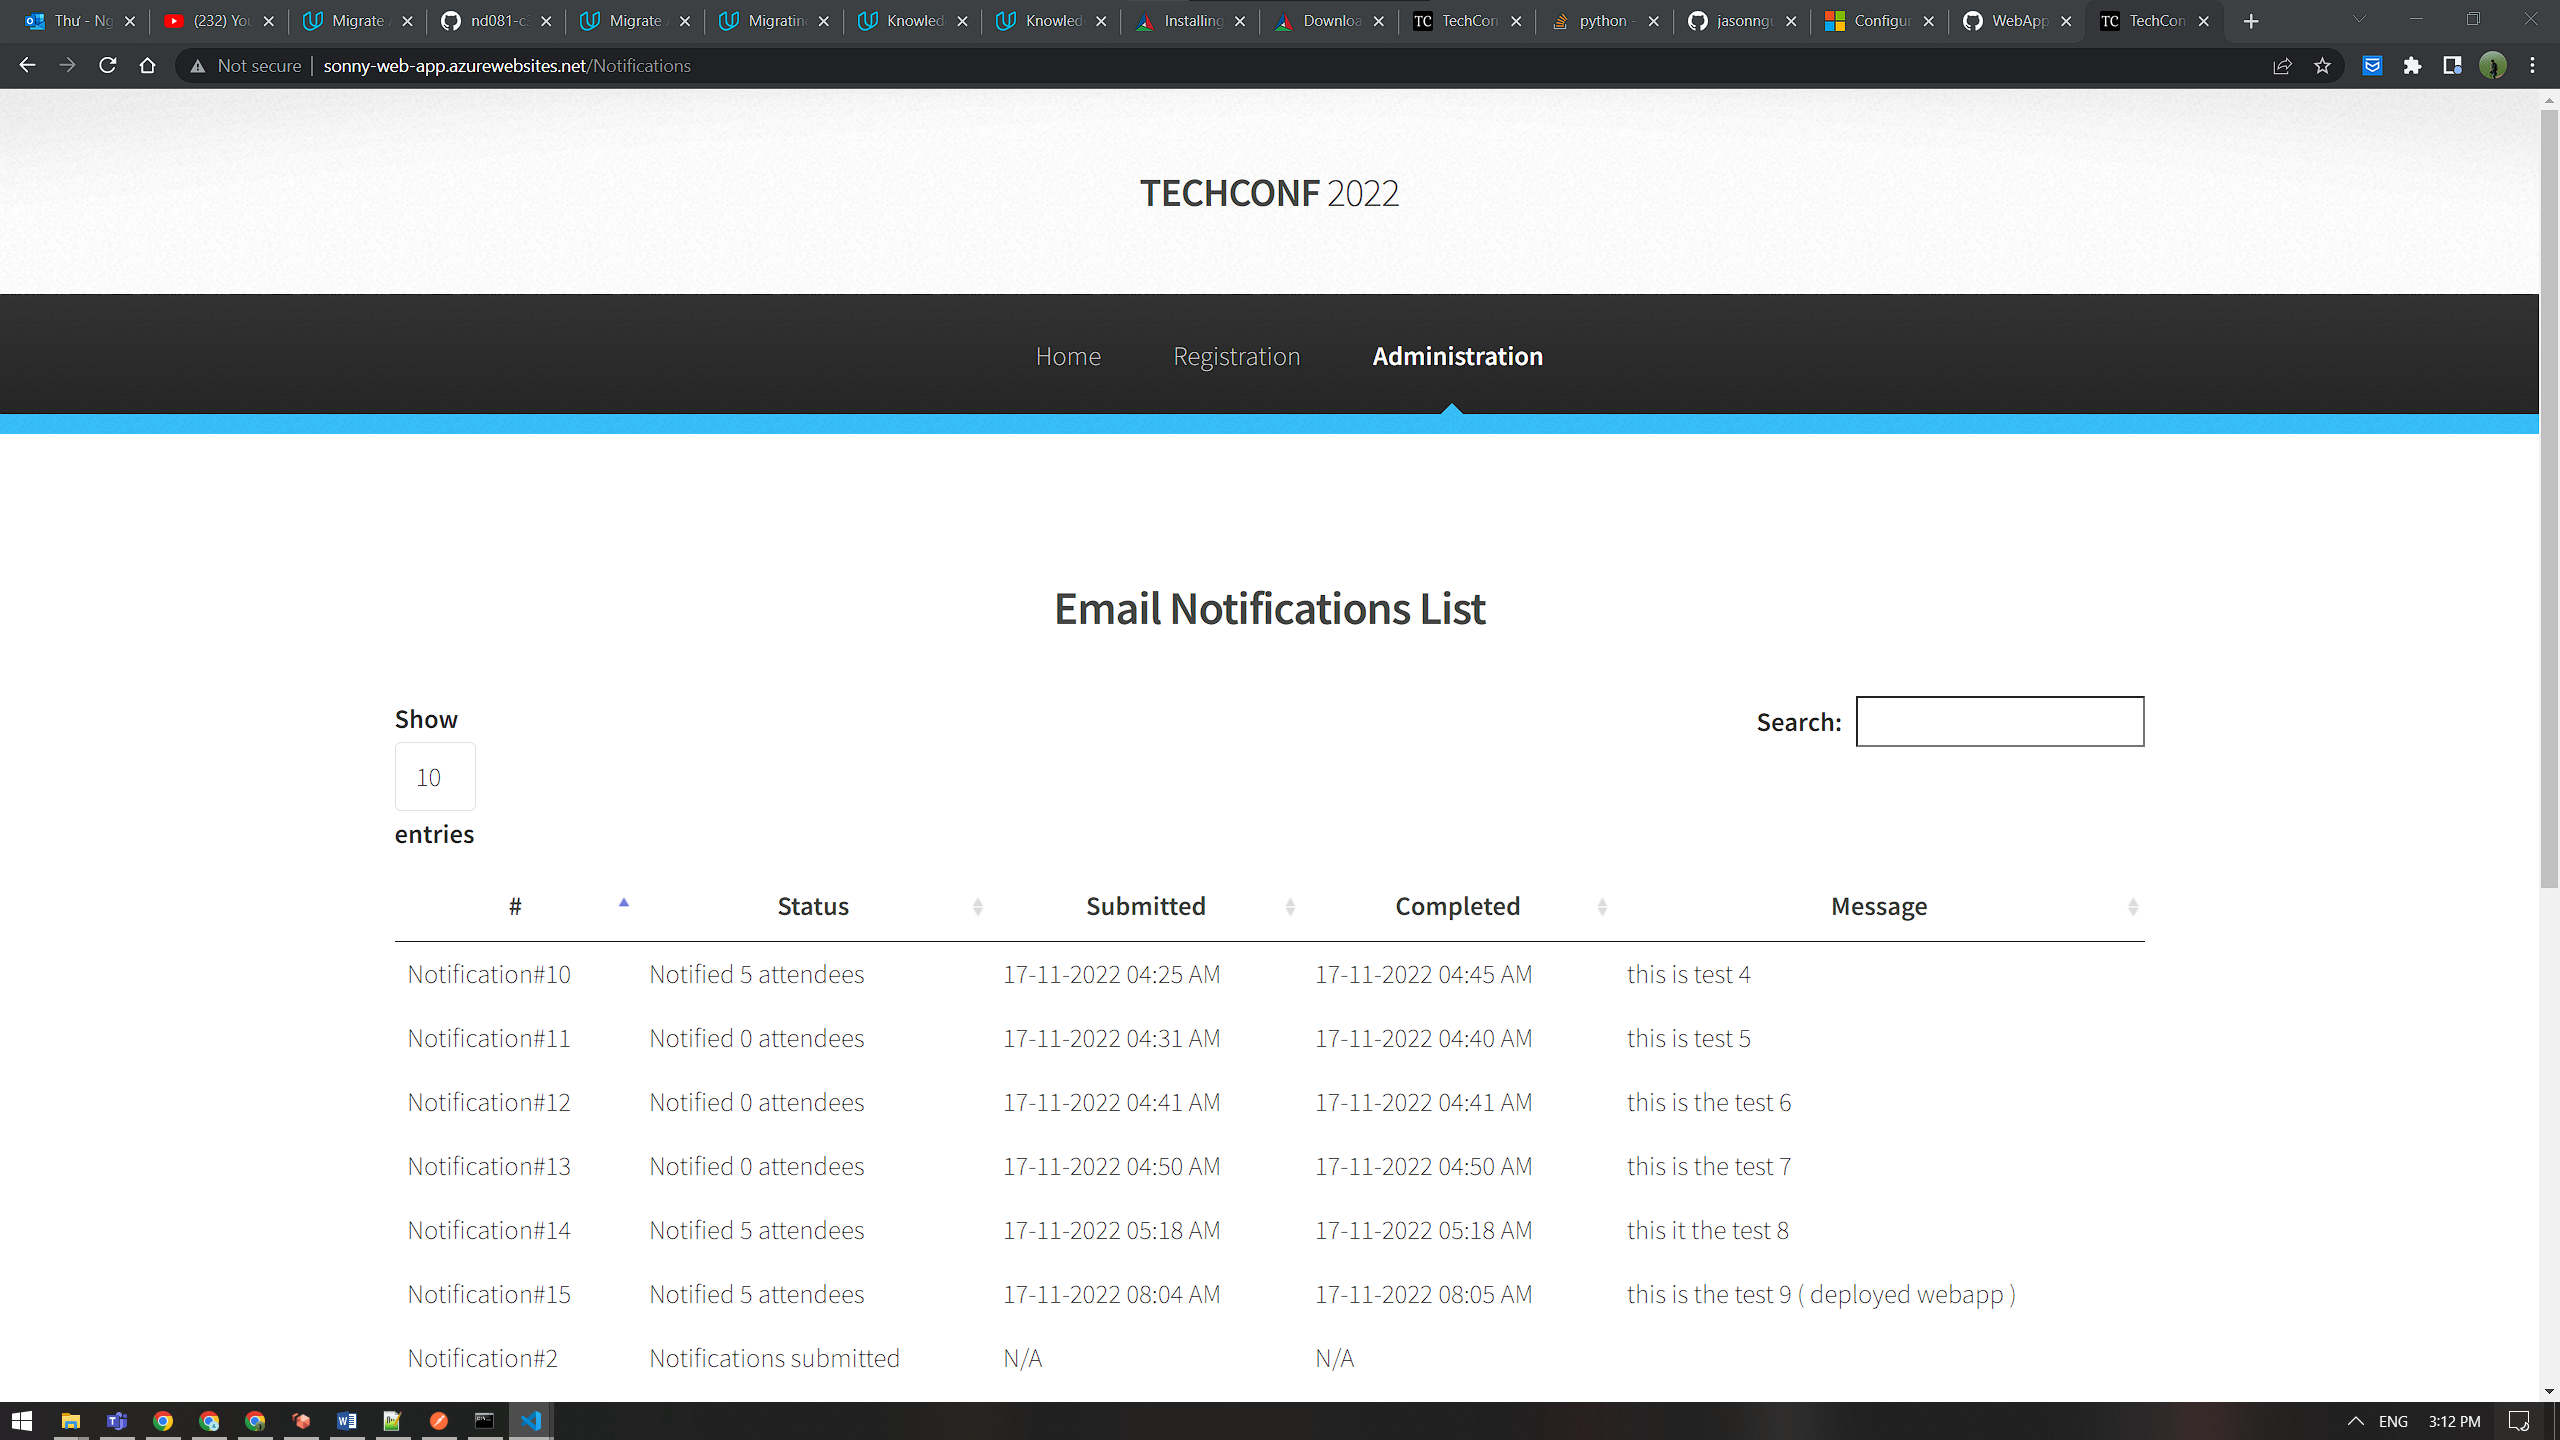 Thư - Ng (232) You Migrate A nd081-c3 Migrate A Migrating Knowledg Knowledg Installing Downloa TechCon python - jasonngu Configur WebApp TechCon
Not secure | sonny-web-app.azurewebsites.net/Notifications
TECHCONF 2022
Home Registration Administration
Email Notifications List
Show
Search:
10
entries
# Status Submitted Completed Message
Notification#10 Notified 5 attendees 17-11-2022 04:25 AM 17-11-2022 04:45 AM this is test 4
Notification#11 Notified 0 attendees 17-11-2022 04:31 AM 17-11-2022 04:40 AM this is test 5
Notification#12 Notified 0 attendees 17-11-2022 04:41 AM 17-11-2022 04:41 AM this is the test 6
Notification#13 Notified 0 attendees 17-11-2022 04:50 AM 17-11-2022 04:50 AM this is the test 7
Notification#14 Notified 5 attendees 17-11-2022 05:18 AM 17-11-2022 05:18 AM this it the test 8
Notification#15 Notified 5 attendees 17-11-2022 08:04 AM 17-11-2022 08:05 AM this is the test 9 ( deployed webapp )
Notification#2 Notifications submitted N/A N/A
ENG 3:12 PM